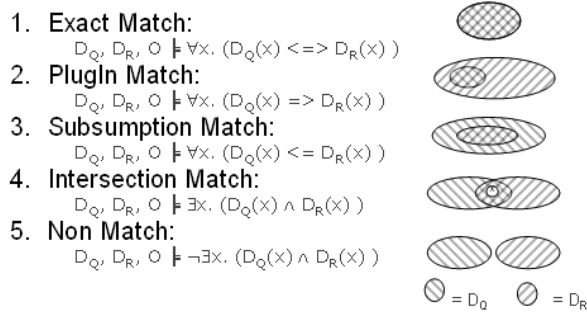 1. Exact Match:
D_Q, D_R, O ⊧ ∀x. (D_Q(x) <=> D_R(x) )
2. PlugIn Match:
D_Q, D_R, O ⊧ ∀x. (D_Q(x) => D_R(x) )
3. Subsumption Match:
D_Q, D_R, O ⊧ ∀x. (D_Q(x) <= D_R(x) )
4. Intersection Match:
D_Q, D_R, O ⊧ ∃x. (D_Q(x) ∧ D_R(x) )
x
5. Non Match:
D_Q, D_R, O ⊧ ¬∃x. (D_Q(x) ∧ D_R(x) )
= D_Q = D_R